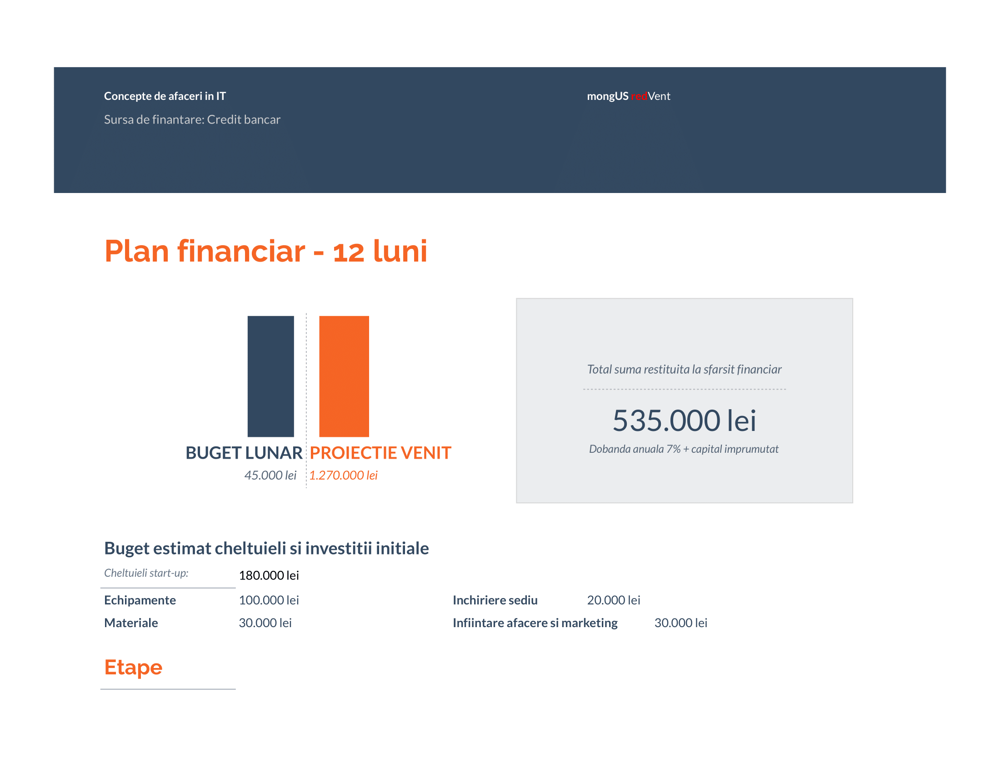 Concepte de afaceri in IT
mongUS redVent
Sursa de finantare: Credit bancar
Plan financiar - 12 luni
BUGET LUNAR
45.000 lei
PROIECTIE VENIT
1.270.000 lei
Total suma restituita la sfarsit financiar
535.000 lei
Dobanda anuala 7% + capital imprumutat
Buget estimat cheltuieli si investitii initiale
Cheltuieli start-up: 180.000 lei
Echipamente 100.000 lei
Inchiriere sediu 20.000 lei
Materiale 30.000 lei
Infiintare afacere si marketing 30.000 lei
Etape